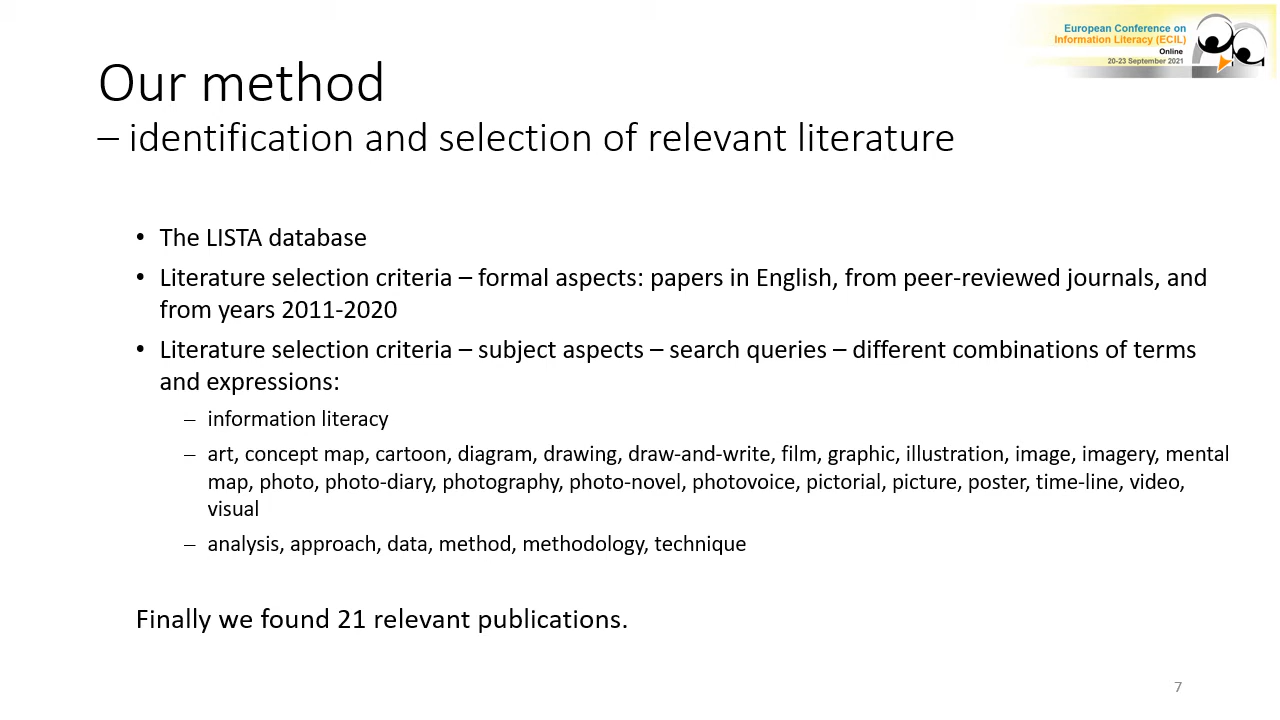 European Conference on
Information Literacy (ECIL)
Online
20-23 September 2021
Our method
– identification and selection of relevant literature
• The LISTA database
• Literature selection criteria – formal aspects: papers in English, from peer-reviewed journals, and
from years 2011-2020
• Literature selection criteria – subject aspects – search queries – different combinations of terms
and expressions:
– information literacy
– art, concept map, cartoon, diagram, drawing, draw-and-write, film, graphic, illustration, image, imagery, mental
map, photo, photo-diary, photography, photo-novel, photovoice, pictorial, picture, poster, time-line, video,
visual
– analysis, approach, data, method, methodology, technique
Finally we found 21 relevant publications.
7